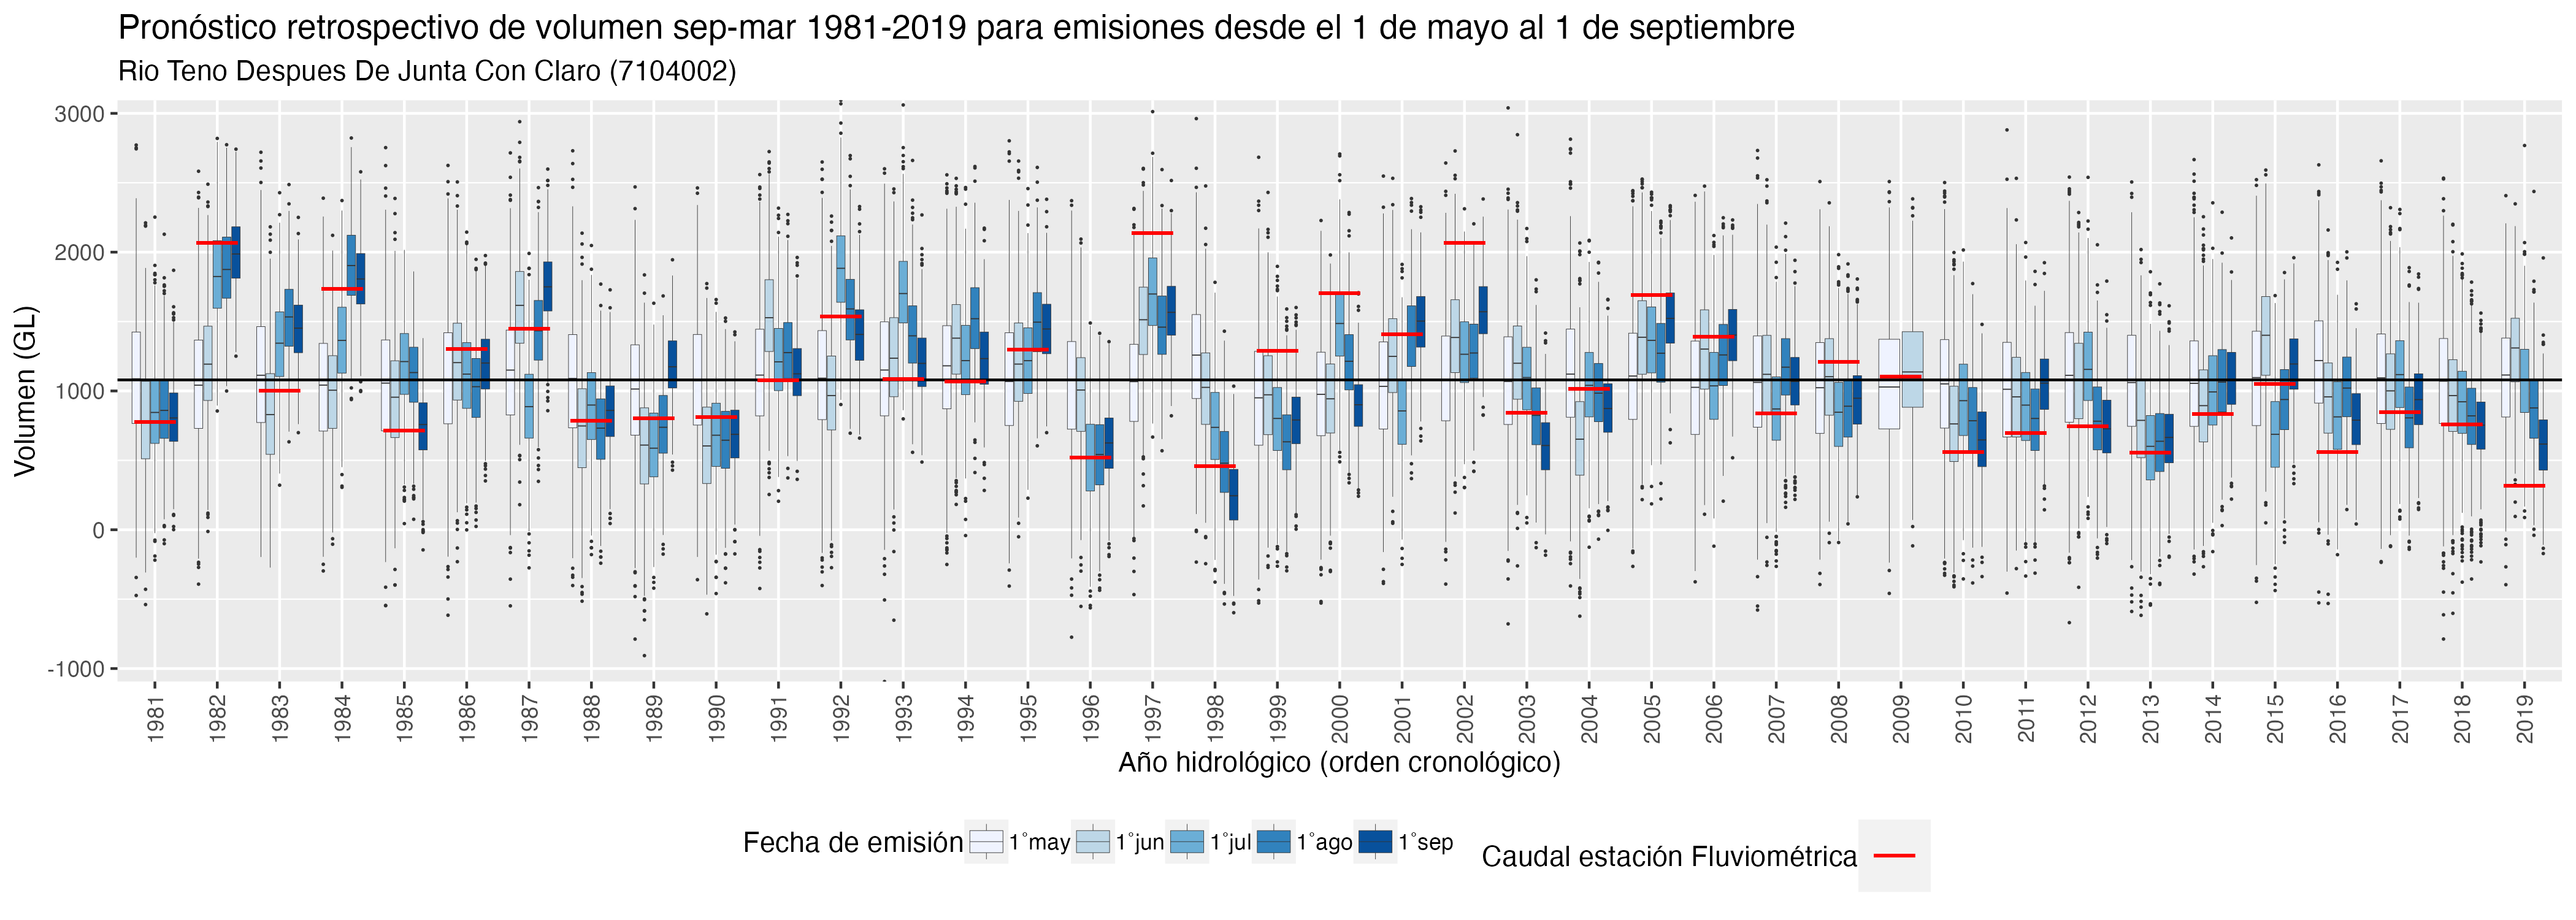 Pronóstico retrospectivo de volumen sep-mar 1981-2019 para emisiones desde el 1 de mayo al 1 de septiembre
Rio Teno Despues De Junta Con Claro (7104002)
Volumen (GL)
3000
2000
1000
0
-1000
1981 1982 1983 1984 1985 1986 1987 1988 1989 1990 1991 1992 1993 1994 1995 1996 1997 1998 1999 2000 2001 2002 2003 2004 2005 2006 2007 2008 2009 2010 2011 2012 2013 2014 2015 2016 2017 2018 2019
Año hidrológico (orden cronológico)
Fecha de emisión 1°may 1°jun 1°jul 1°ago 1°sep
Caudal estación Fluviométrica